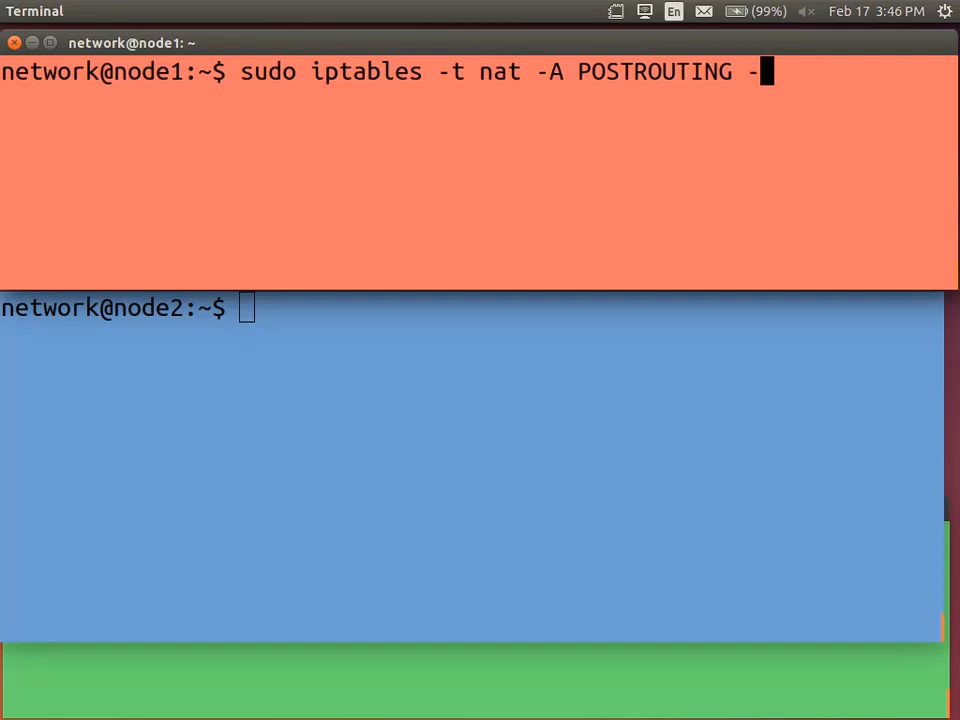 Terminal
En
(99%)
Feb 17 3:46 PM
network@node1: ~
network@node1:~$ sudo iptables -t nat -A POSTROUTING -
network@node2:~$